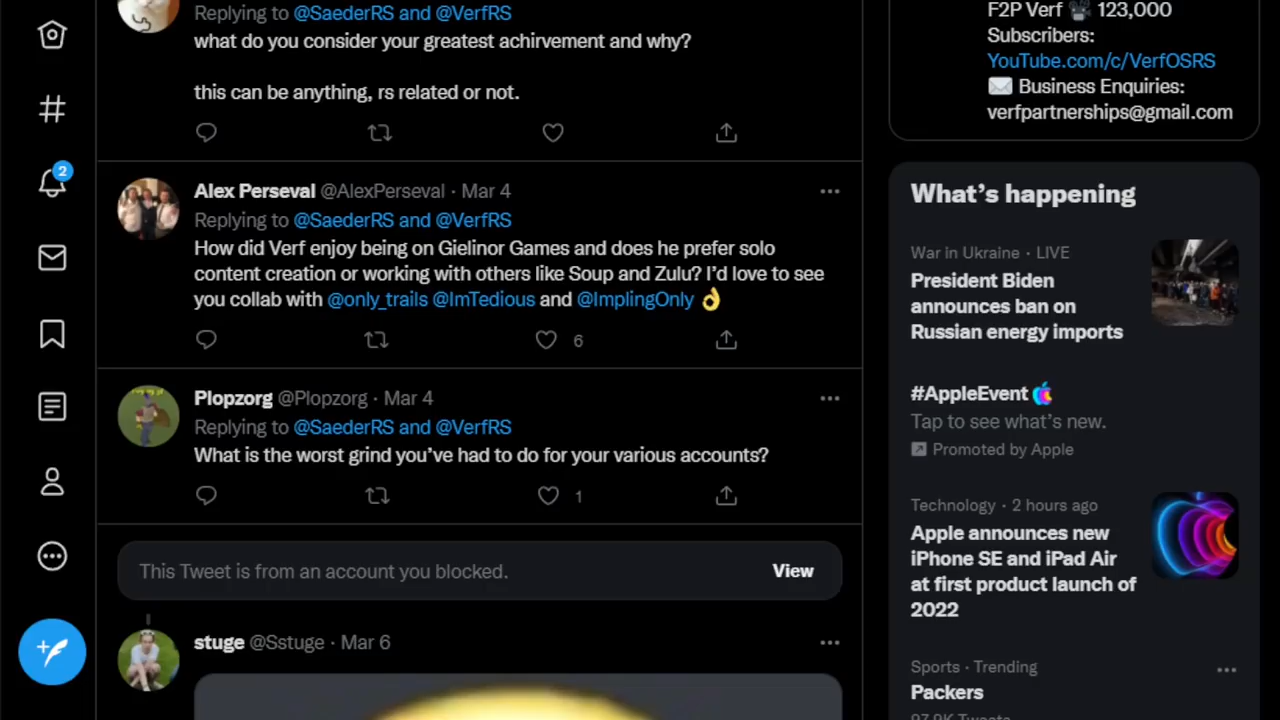 Replying to @SaederRS and @VerfRS
what do you consider your greatest achirvement and why?
this can be anything, rs related or not.
Alex Perseval @AlexPerseval · Mar 4
Replying to @SaederRS and @VerfRS
How did Verf enjoy being on Gielinor Games and does he prefer solo
content creation or working with others like Soup and Zulu? I’d love to see
you collab with @only_trails @ImTedious and @ImplingOnly 👌
6
Plopzorg @Plopzorg · Mar 4
Replying to @SaederRS and @VerfRS
What is the worst grind you’ve had to do for your various accounts?
1
This Tweet is from an account you blocked.
View
stuge @Sstuge · Mar 6
2
F2P Verf 🎥 123,000
Subscribers:
YouTube.com/c/VerfOSRS
✉️ Business Enquiries:
verfpartnerships@gmail.com
What’s happening
War in Ukraine · LIVE
President Biden
announces ban on
Russian energy imports
#AppleEvent
Tap to see what’s new.
Promoted by Apple
Technology · 2 hours ago
Apple announces new
iPhone SE and iPad Air
at first product launch of
2022
Sports · Trending
Packers
97.9K Tweets